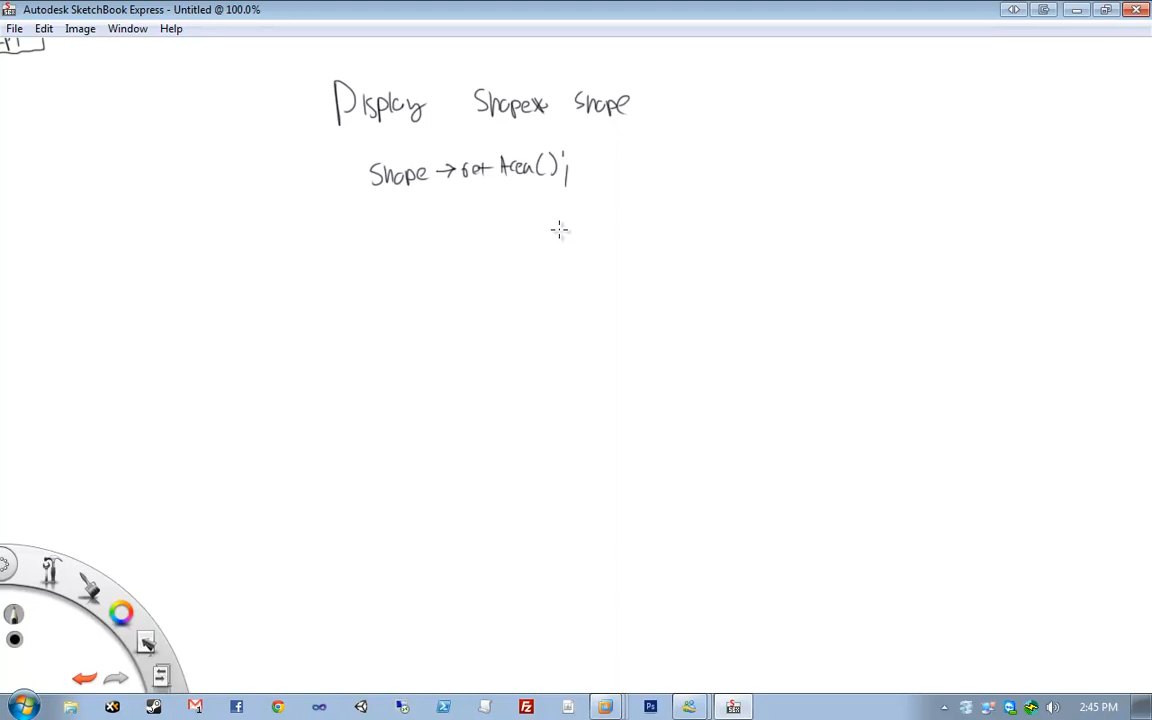 Autodesk SketchBook Express - Untitled @ 100.0%
File Edit Image Window Help
Display Shape* shape
Shape → Get Area();
2:45 PM